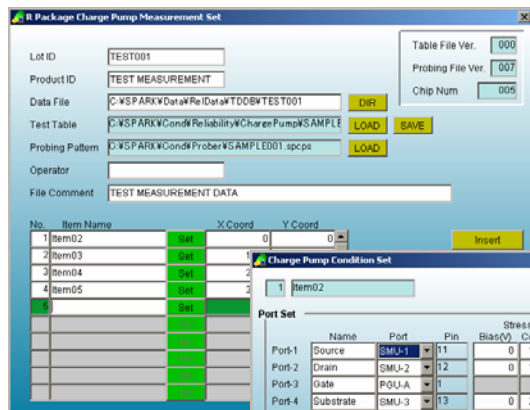 R Package Charge Pump Measurement Set
Table File Ver. 000
Probing File Ver. 007
Chip Num 005
Lot ID TEST001
Product ID TEST MEASUREMENT
Data File C:¥SPARK¥Data¥RelData¥TDDB¥TEST001 DIR
Test Table C:¥SPARK¥Cond¥Reliability¥ChargePump¥SAMPLE LOAD SAVE
Probing Pattern C:¥SPARK¥Cond¥Prober¥SAMPLE001.spcps LOAD
Operator
File Comment TEST MEASUREMENT DATA
No. Item Name X Coord Y Coord
1 Item02 Set 0 0
Insert
2 Item03 Set
3 Item04 Set
4 Item05 Set
5 Set
Charge Pump Condition Set
1 Item02
Port Set
Stres
Name Port Pin Bias(V)
Port-1 Source SMU-1 11 0
Port-2 Drain SMU-2 12 0
Port-3 Gate PGU-A 1
Port-4 Substrate SMU-3 13 0